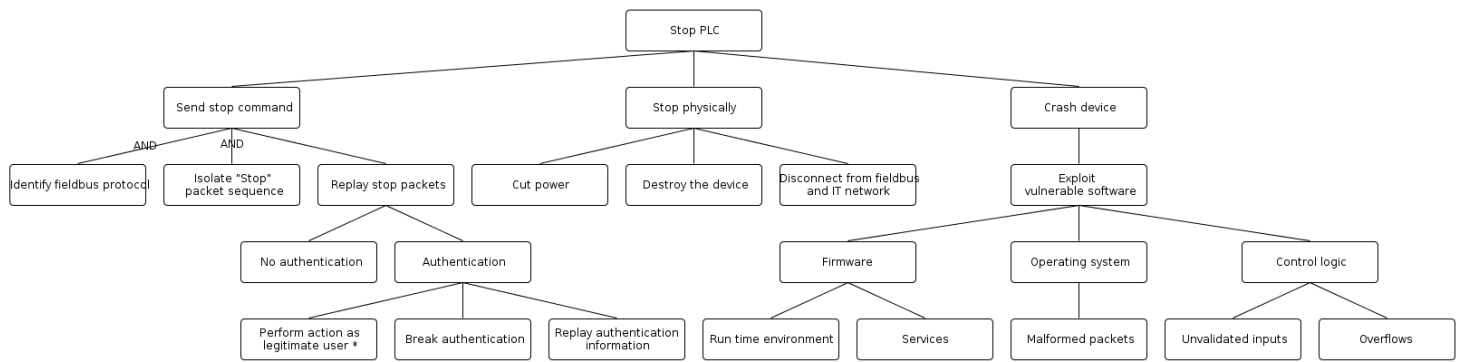 Stop PLC
Send stop command
Stop physically
Crash device
AND
AND
Identify fieldbus protocol
Isolate "Stop"
packet sequence
Replay stop packets
Cut power
Destroy the device
Disconnect from fieldbus
and IT network
Exploit
vulnerable software
No authentication
Authentication
Firmware
Operating system
Control logic
Perform action as
legitimate user *
Break authentication
Replay authentication
information
Run time environment
Services
Malformed packets
Unvalidated inputs
Overflows